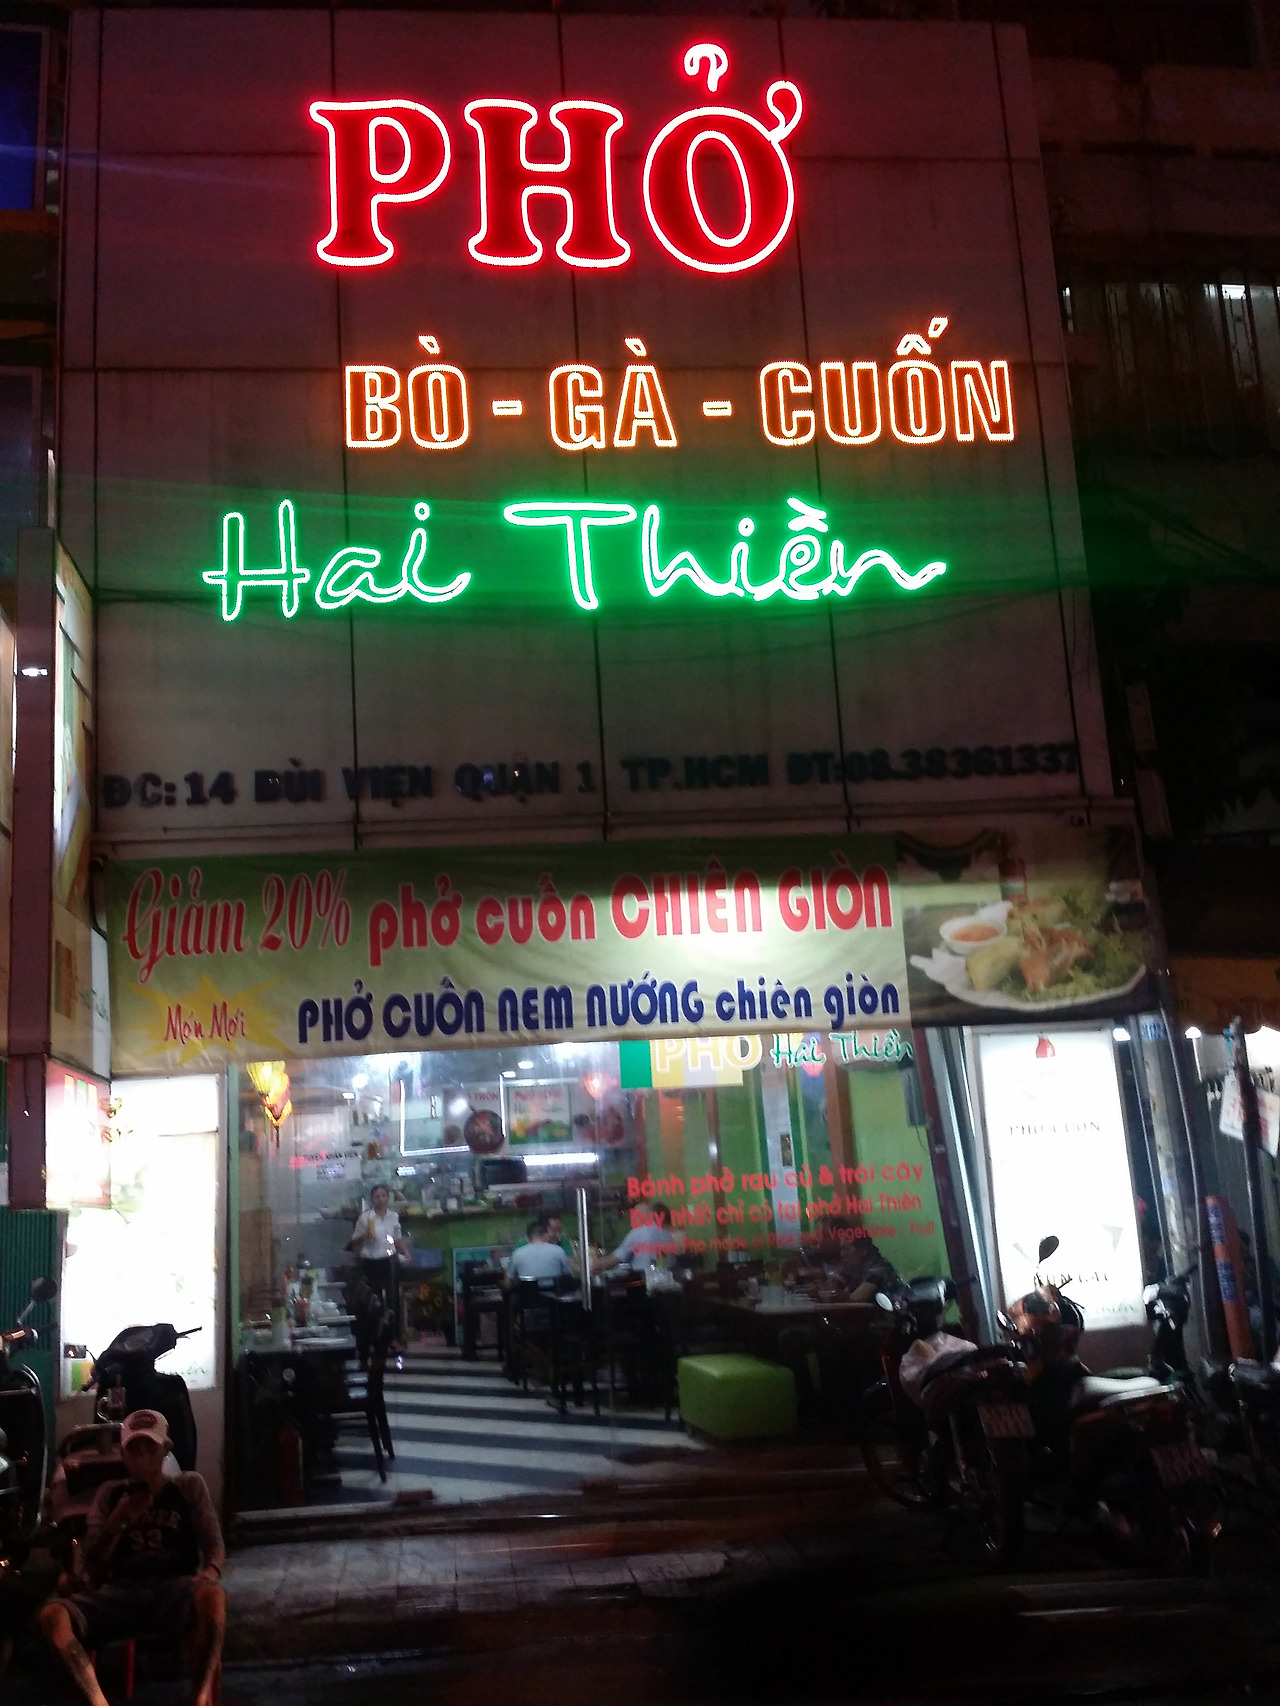 PHỞ
BÒ - GÀ - CUỐN
Hai Thiền
ĐC: 14 BÙI VIỆN QUẬN 1 TP.HCM ĐT:08.38361337
Giảm 20% phở cuốn CHIÊN GIÒN
Món Mới
PHỞ CUỐN NEM NƯỚNG chiên giòn
PHỞ Hai Thiền
Bánh phở rau củ & trái cây
Duy nhất chỉ có tại phở Hai Thiền
PHỞ CUỐN